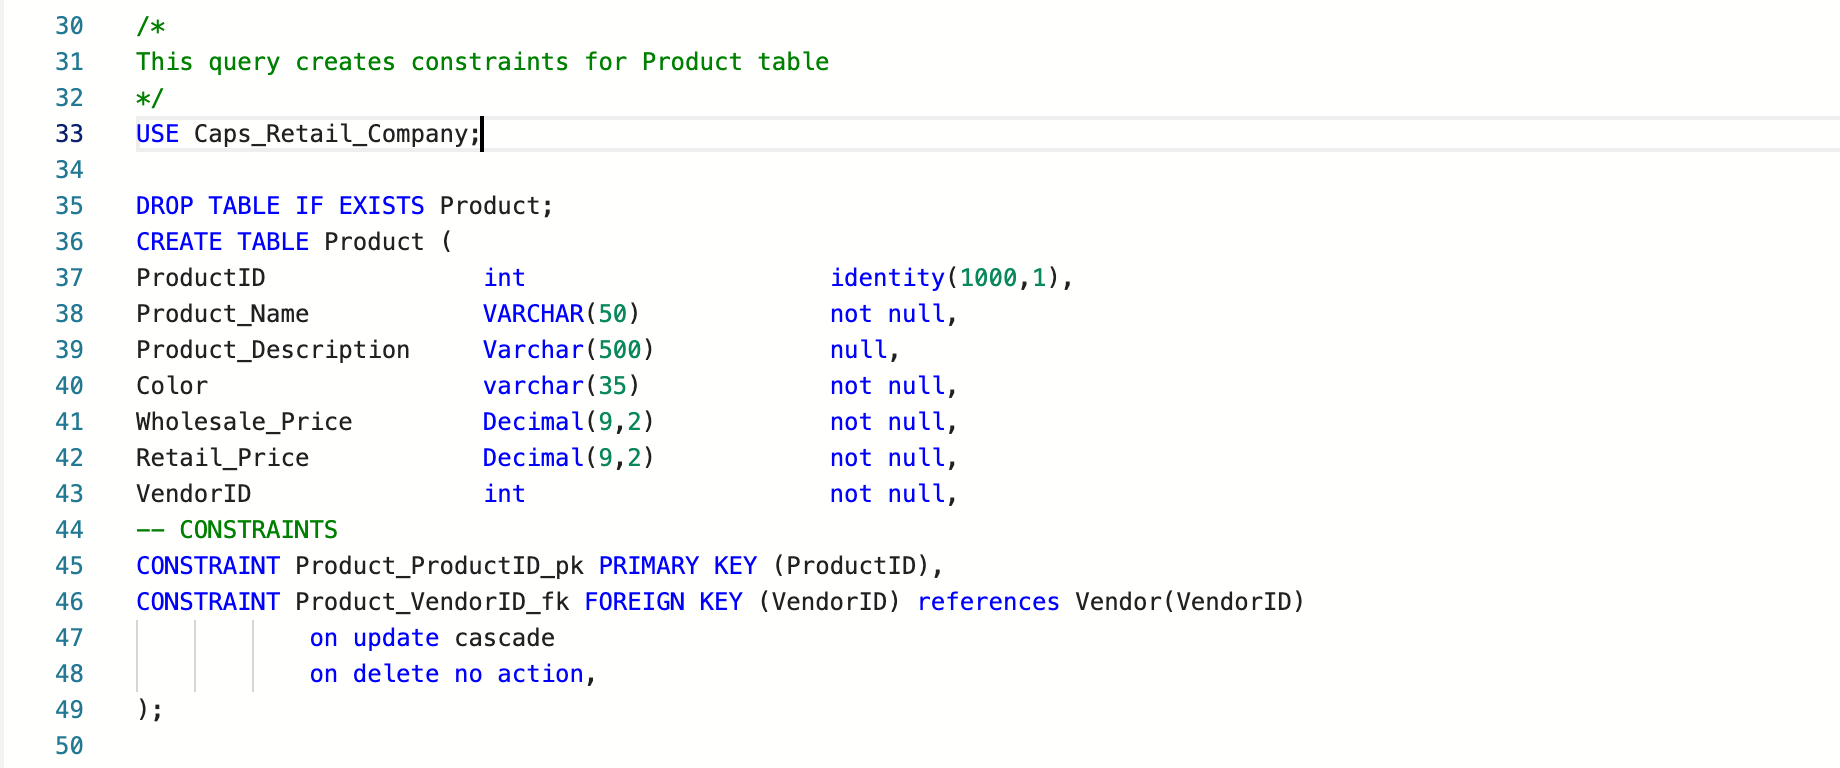 30 /*
31 This query creates constraints for Product table
32 */
33 USE Caps_Retail_Company;
34
35 DROP TABLE IF EXISTS Product;
36 CREATE TABLE Product (
37 ProductID int identity(1000,1),
38 Product_Name VARCHAR(50) not null,
39 Product_Description Varchar(500) null,
40 Color varchar(35) not null,
41 Wholesale_Price Decimal(9,2) not null,
42 Retail_Price Decimal(9,2) not null,
43 VendorID int not null,
44 -- CONSTRAINTS
45 CONSTRAINT Product_ProductID_pk PRIMARY KEY (ProductID),
46 CONSTRAINT Product_VendorID_fk FOREIGN KEY (VendorID) references Vendor(VendorID)
47 on update cascade
48 on delete no action,
49 );
50